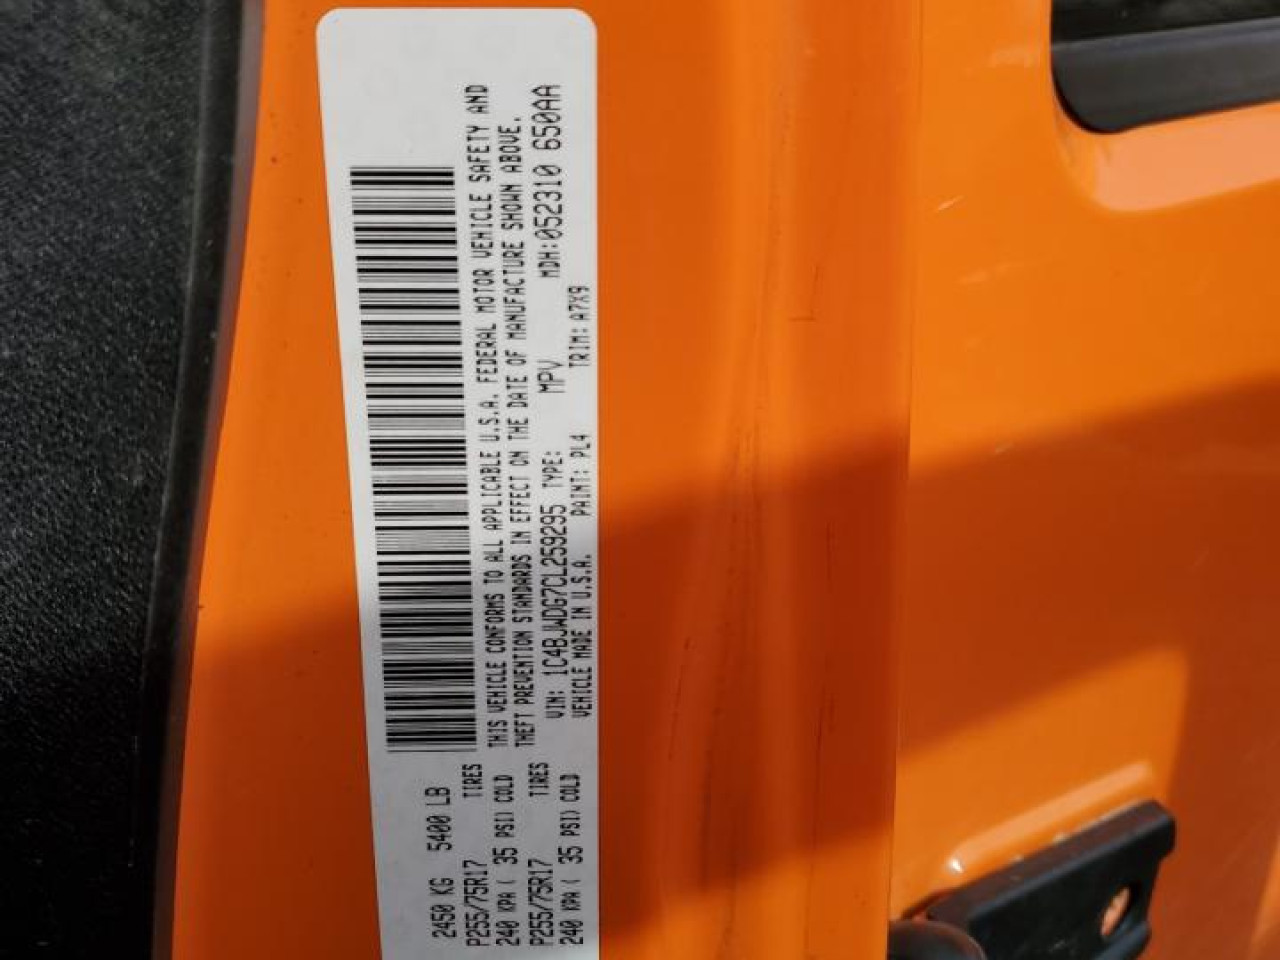 2450 KG 5400 LB
P255/75R17 TIRES
240 KPA ( 35 PSI) COLD
P255/75R17 TIRES
240 KPA ( 35 PSI) COLD
THIS VEHICLE CONFORMS TO ALL APPLICABLE U.S.A. FEDERAL MOTOR VEHICLE SAFETY AND
THEFT PREVENTION STANDARDS IN EFFECT ON THE DATE OF MANUFACTURE SHOWN ABOVE.
VIN: 1C4BJWDG7CL259295 TYPE: MPV MDH:052310 650AA
VEHICLE MADE IN U.S.A. PAINT: PL4 TRIM: A7X9